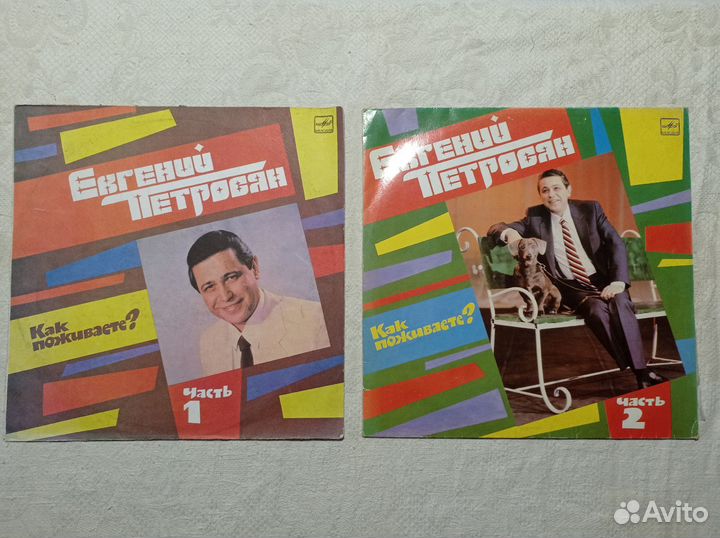 Евгений
Петросян
Как
поживаете?
Часть
1
Евгений
Петросян
Как
поживаете?
Часть
2
Avito